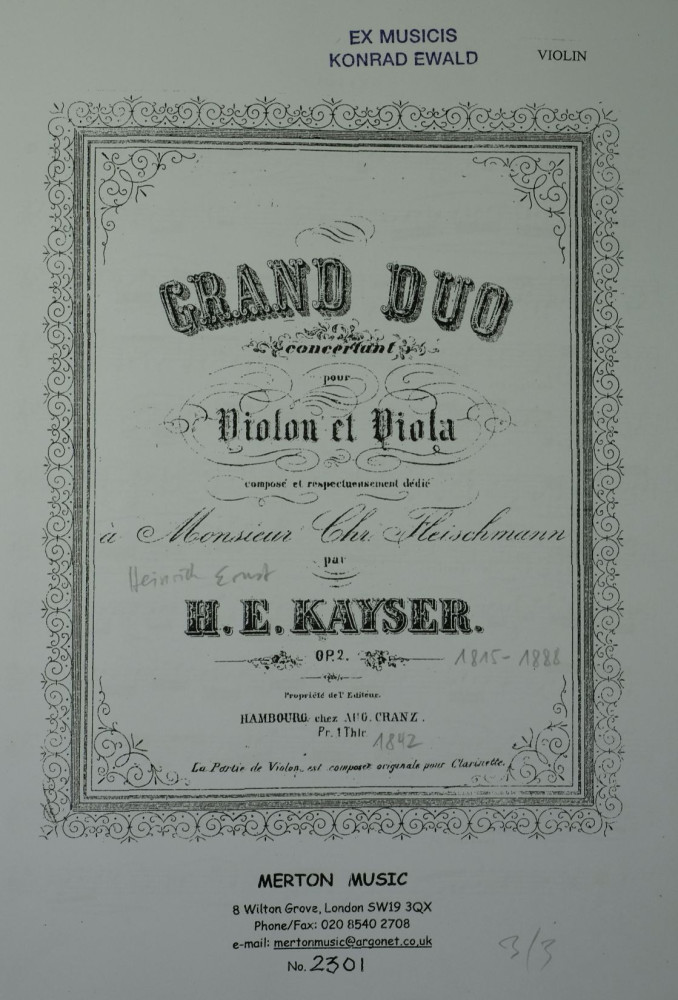 EX MUSICIS
KONRAD EWALD
VIOLIN
GRAND DUO
concertant
pour
Violon et Viola
composé et respectuensement dédié
à Monsieur Chr. Fleischmann
par
Heinrich Ernst
H. E. KAYSER.
OP. 2.
1815-1888
Propriété de l'Editeur.
HAMBOURG chez AUG. CRANZ.
Pr. 1 Thlr
1842
La Partie de Violon est composée originale pour Clarinette.
MERTON MUSIC
8 Wilton Grove, London SW19 3QX
Phone/Fax: 020 8540 2708
e-mail: mertonmusic@argonet.co.uk
No. 2301
3/3